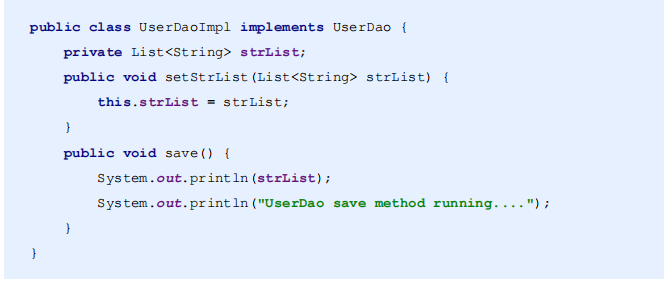 public class UserDaoImpl implements UserDao {
    private List<String> strList;
    public void setStrList(List<String> strList) {
        this.strList = strList;
    }
    public void save() {
        System.out.println(strList);
        System.out.println("UserDao save method running....");
    }
}